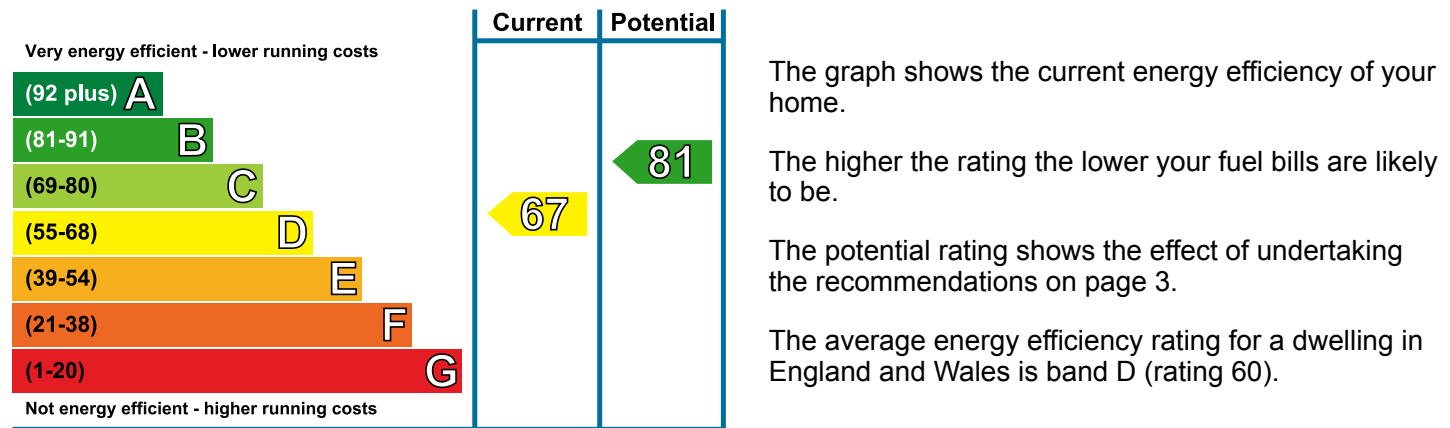 Current Potential
Very energy efficient - lower running costs
(92 plus) A
(81-91) B
(69-80) C
(55-68) D
(39-54) E
(21-38) F
(1-20) G
Not energy efficient - higher running costs
67
81
The graph shows the current energy efficiency of your
home.
The higher the rating the lower your fuel bills are likely
to be.
The potential rating shows the effect of undertaking
the recommendations on page 3.
The average energy efficiency rating for a dwelling in
England and Wales is band D (rating 60).